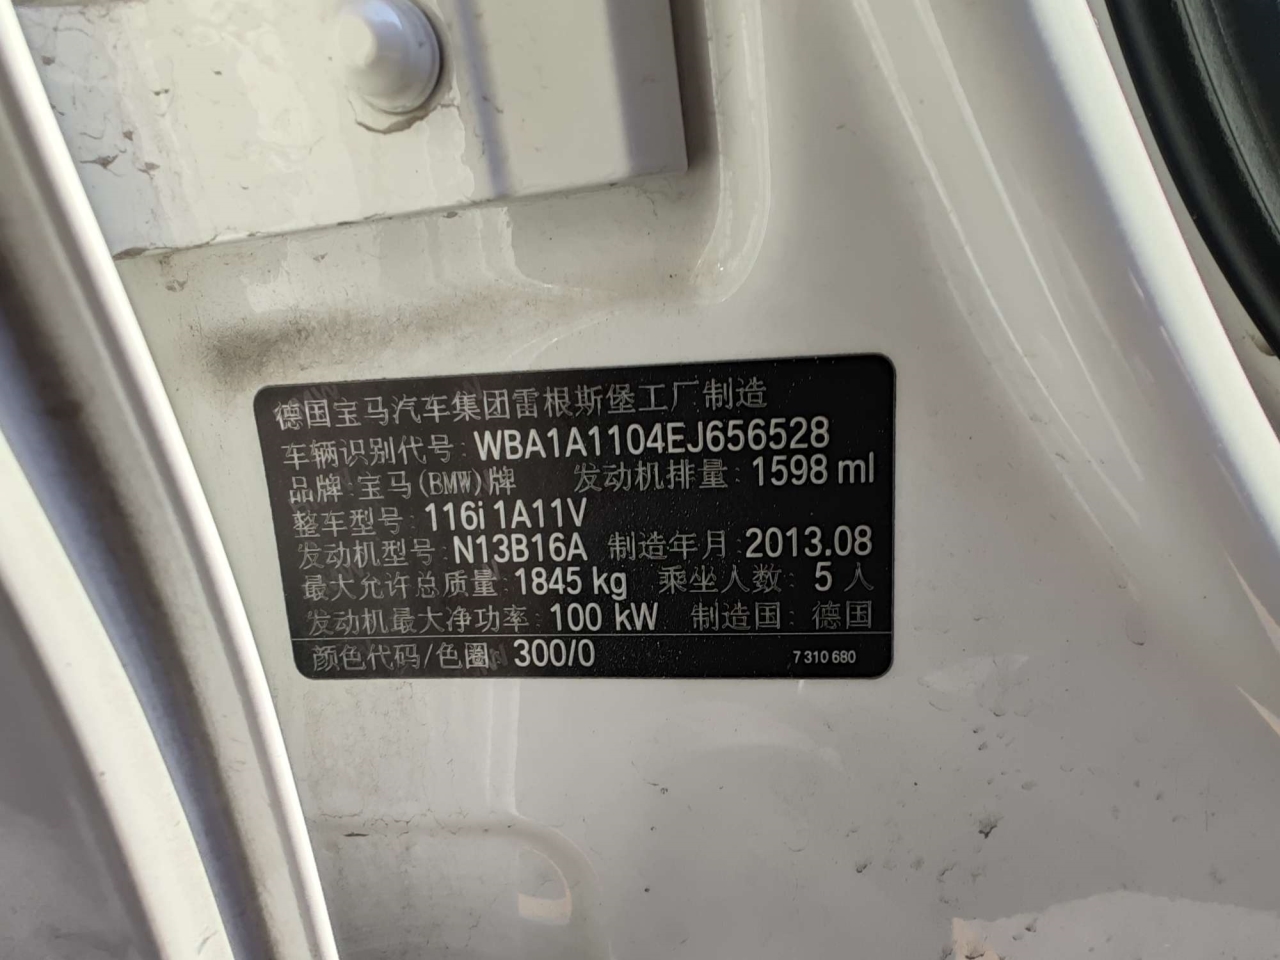 德国宝马汽车集团雷根斯堡工厂制造
车辆识别代号: WBA1A1104EJ656528
品牌:宝马(BMW)牌 发动机排量: 1598 ml
整车型号: 116i 1A11V
发动机型号: N13B16A 制造年月: 2013.08
最大允许总质量: 1845 kg 乘坐人数: 5 人
发动机最大净功率: 100 kW 制造国: 德国
颜色代码/色圈: 300/0 7 310 680